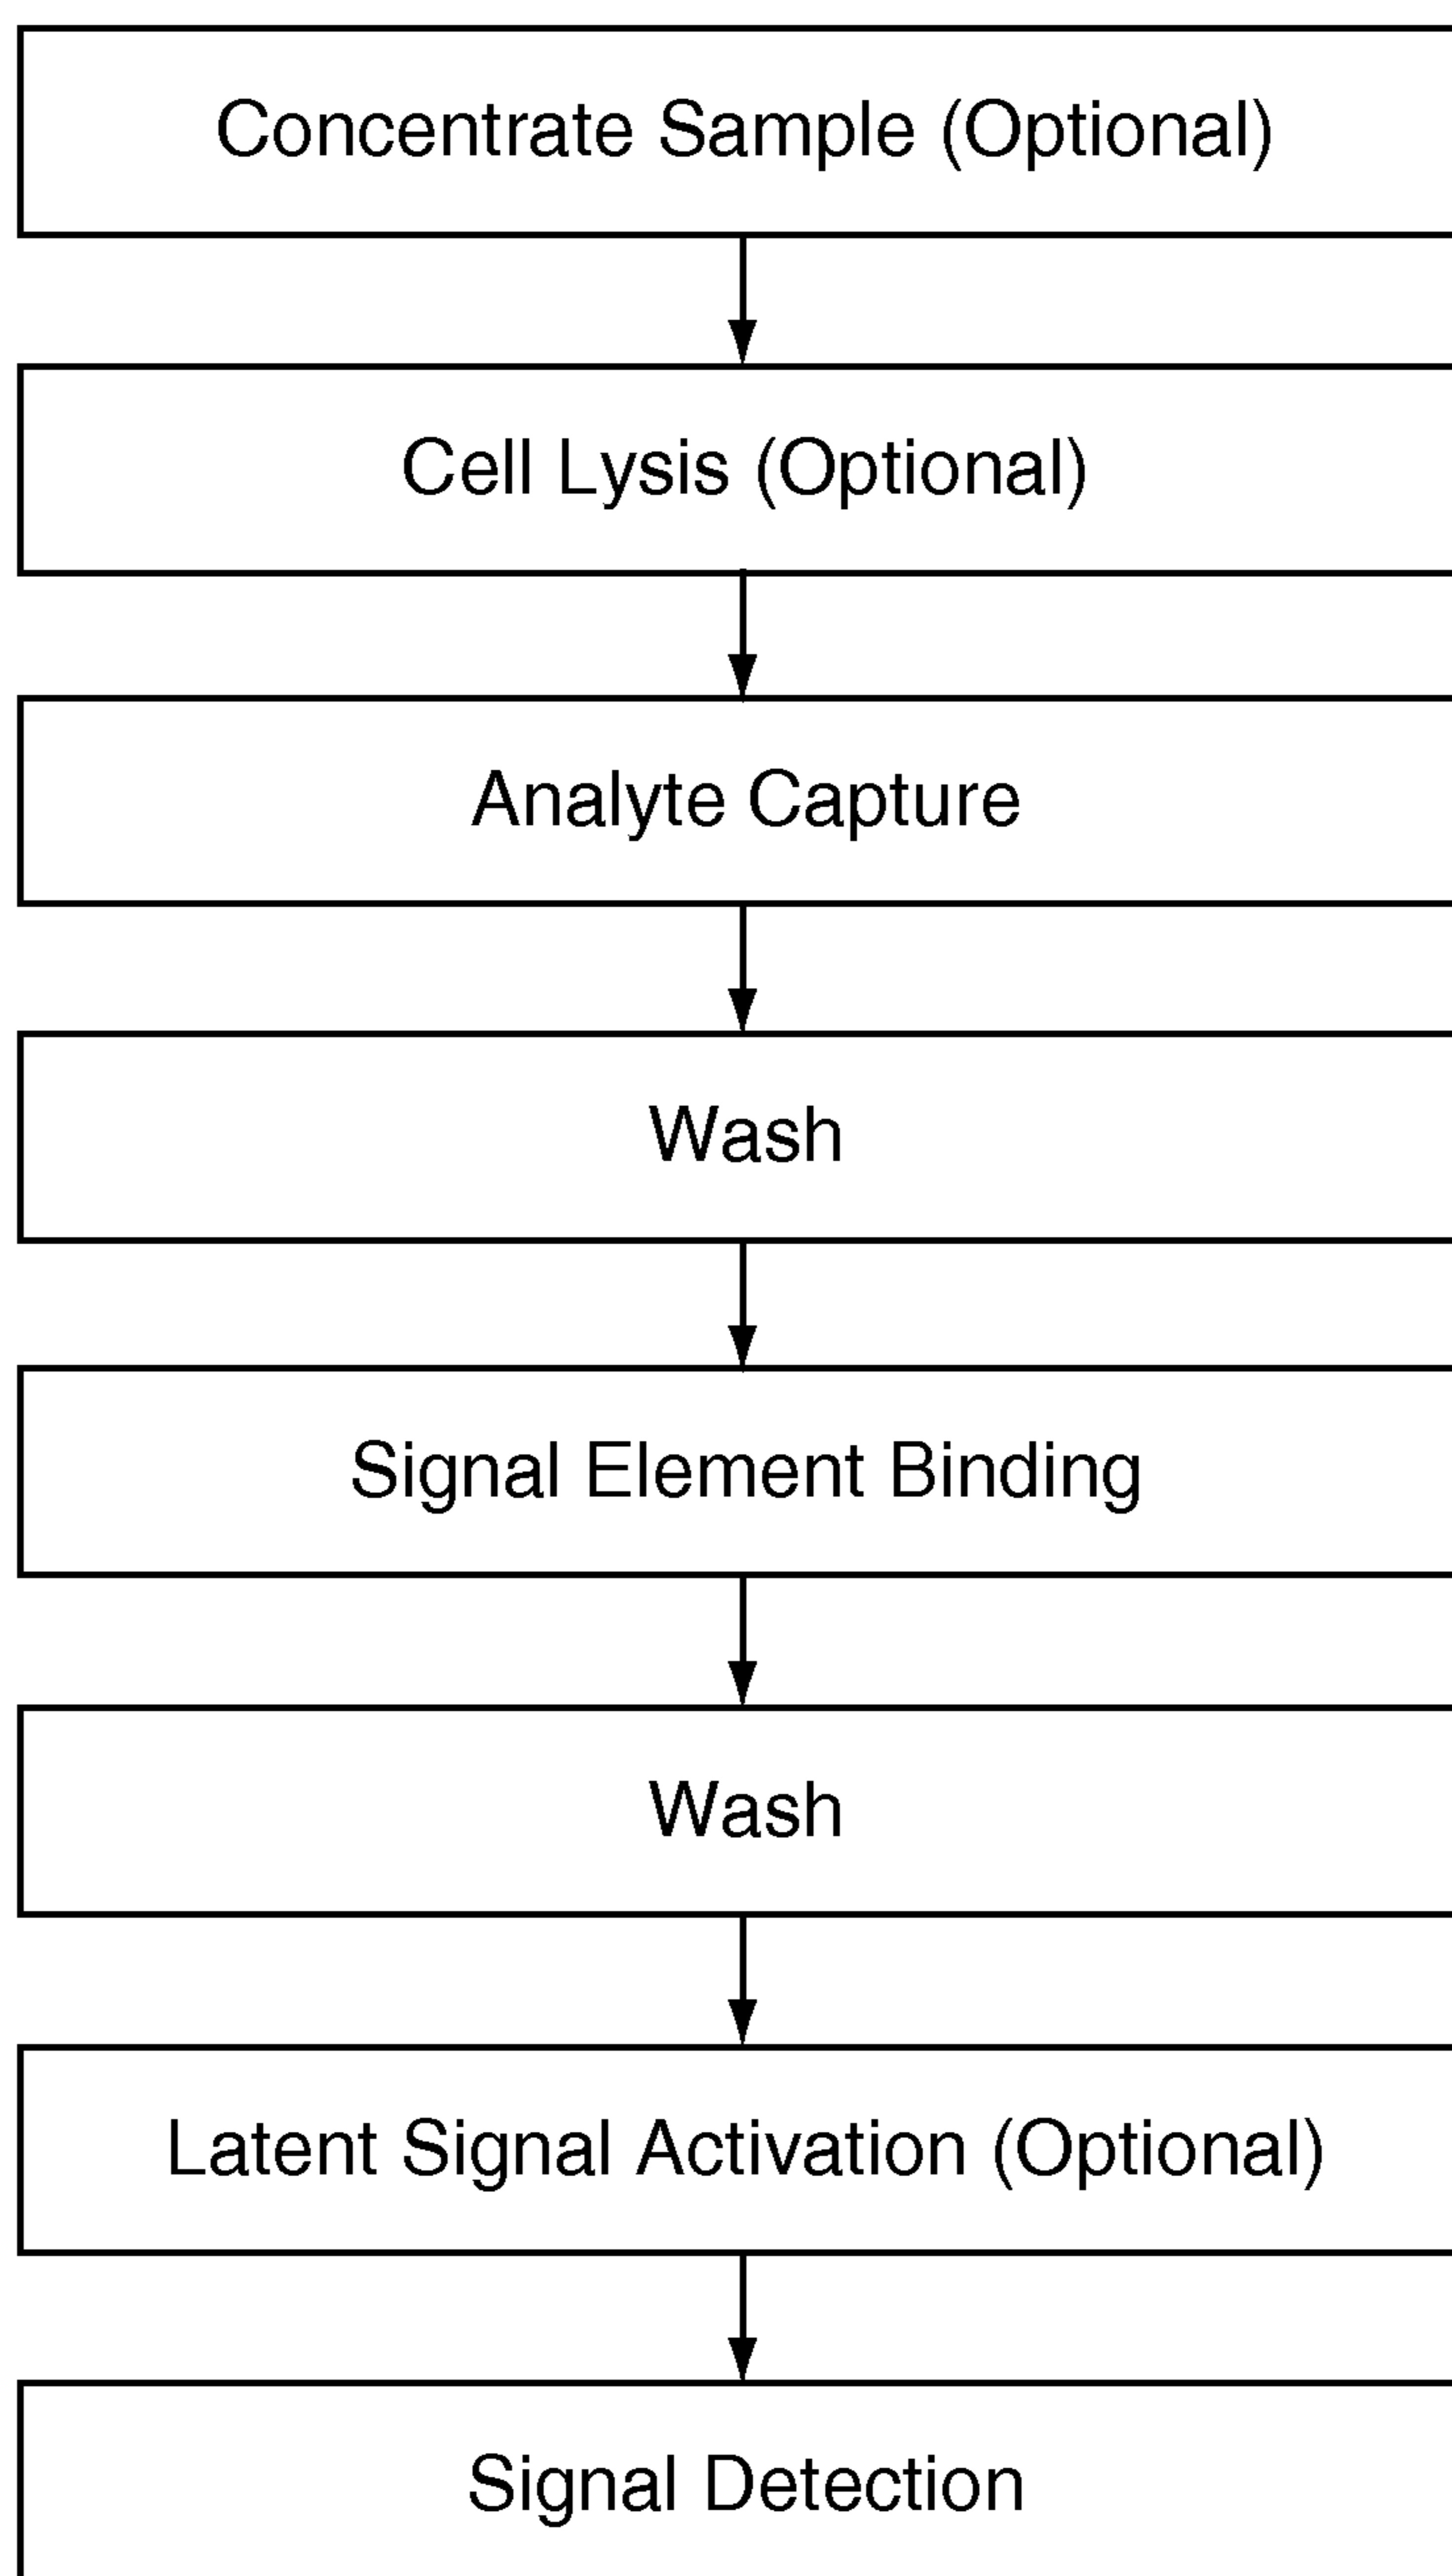 Concentrate Sample (Optional)
Cell Lysis (Optional)
Analyte Capture
Wash
Signal Element Binding
Wash
Latent Signal Activation (Optional)
Signal Detection